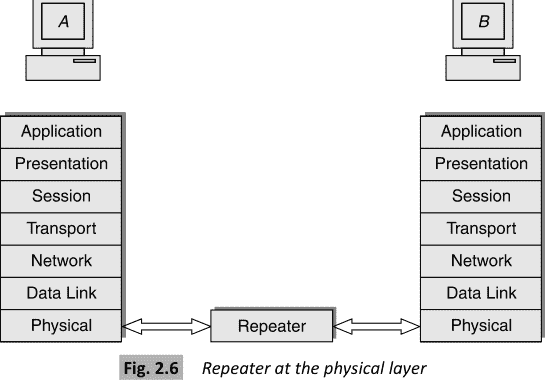 A
B
Application
Presentation
Session
Transport
Network
Data Link
Physical
Repeater
Application
Presentation
Session
Transport
Network
Data Link
Physical
Fig. 2.6 Repeater at the physical layer